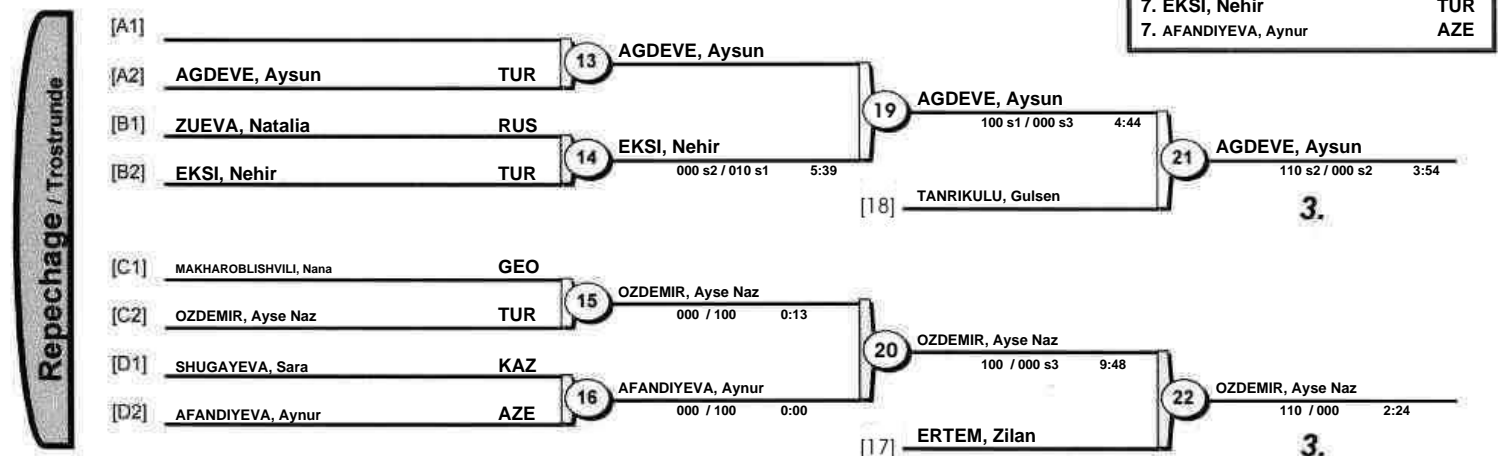 7. EKSI, Nehir TUR
7. AFANDIYEVA, Aynur AZE
Repechage / Trostrunde
[A1]
[A2] AGDEVE, Aysun TUR
13 AGDEVE, Aysun
[B1] ZUEVA, Natalia RUS
[B2] EKSI, Nehir TUR
14 EKSI, Nehir
000 s2 / 010 s1 5:39
19 AGDEVE, Aysun
100 s1 / 000 s3 4:44
[18] TANRIKULU, Gulsen
21 AGDEVE, Aysun
110 s2 / 000 s2 3:54
3.
[C1] MAKHAROBLISHVILI, Nana GEO
[C2] OZDEMIR, Ayse Naz TUR
15 OZDEMIR, Ayse Naz
000 / 100 0:13
[D1] SHUGAYEVA, Sara KAZ
[D2] AFANDIYEVA, Aynur AZE
16 AFANDIYEVA, Aynur
000 / 100 0:00
20 OZDEMIR, Ayse Naz
100 / 000 s3 9:48
[17] ERTEM, Zilan
22 OZDEMIR, Ayse Naz
110 / 000 2:24
3.